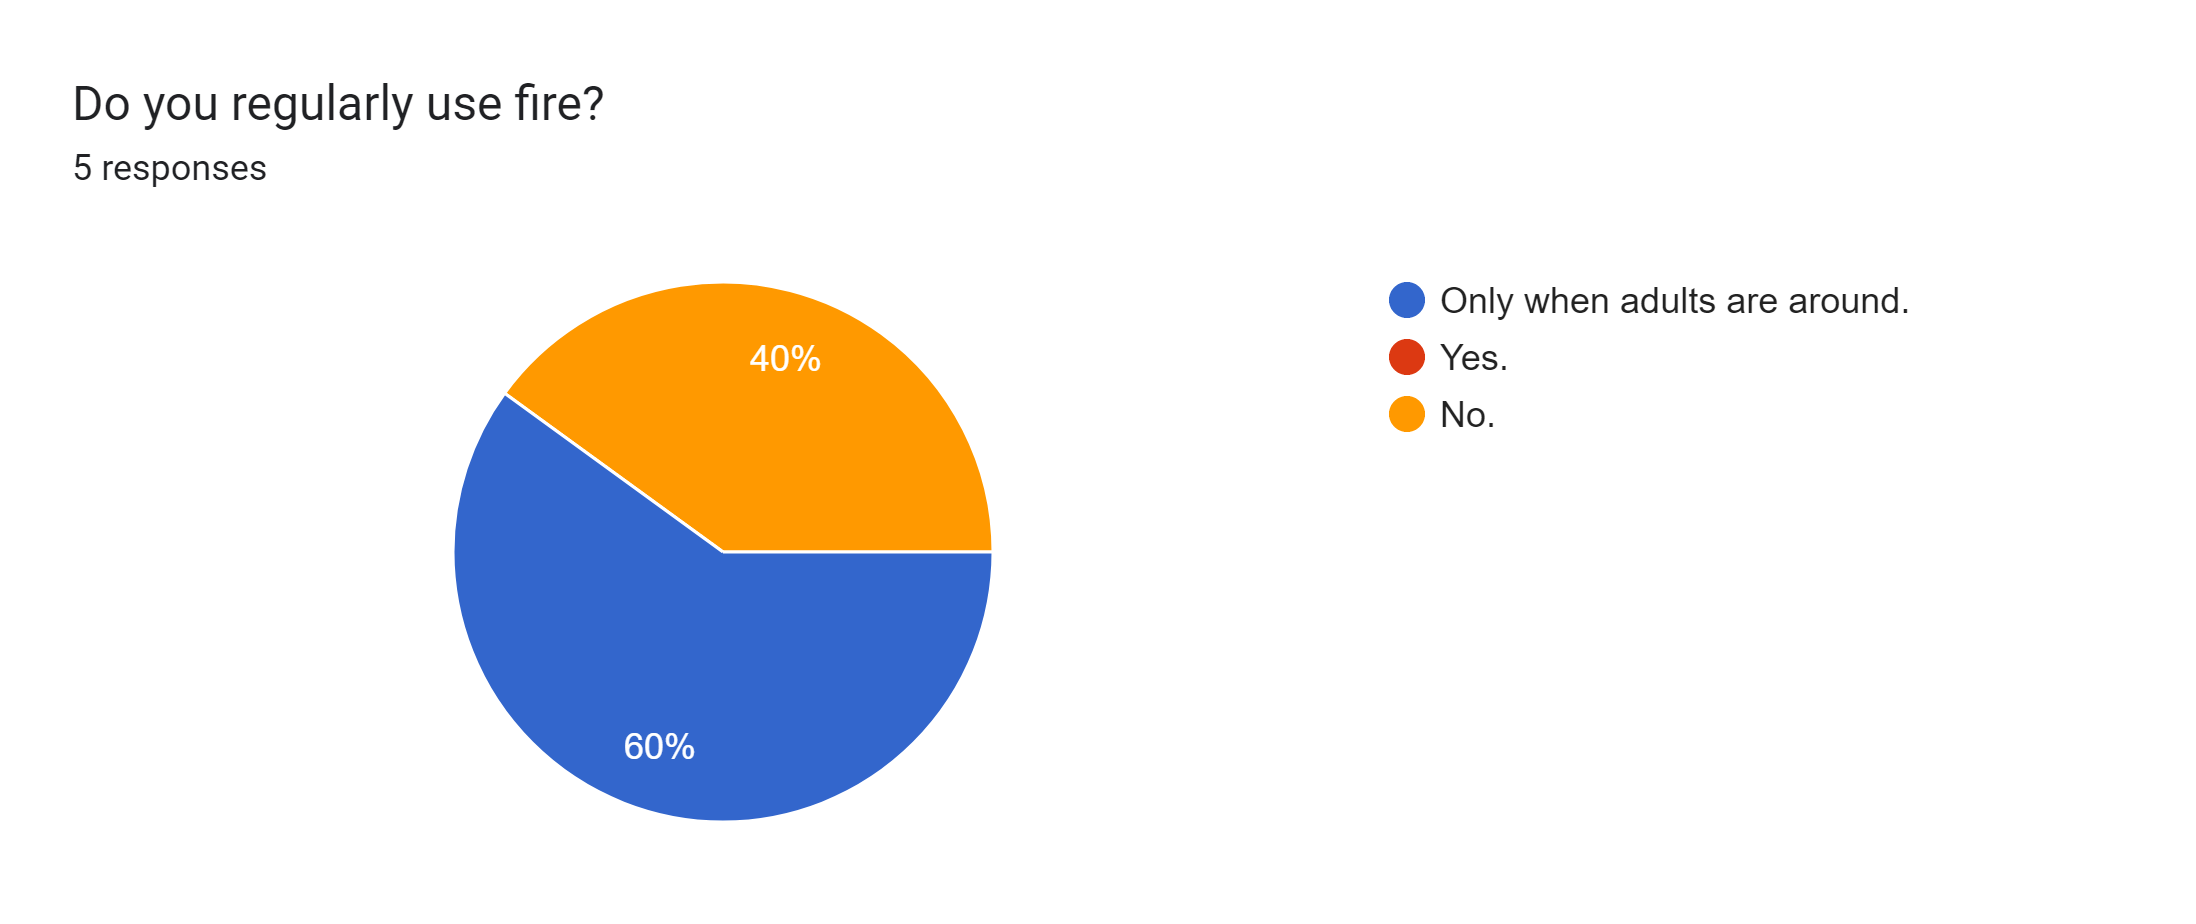 Do you regularly use fire?
5 responses
Only when adults are around.
Yes.
No.
40%
60%